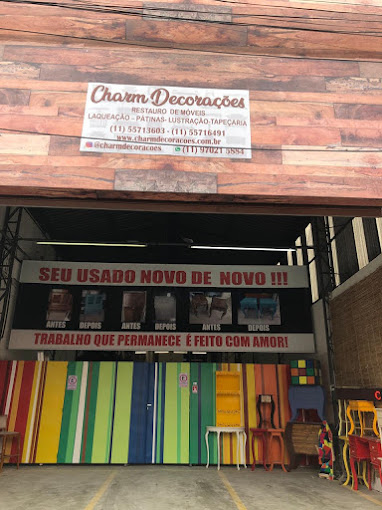 Charm Decorações
RESTAURO DE MÓVEIS
LAQUEAÇÃO - PÁTINAS- LUSTRAÇÃO-TAPEÇARIA
(11) 55713603 - (11) 55716491
www.charmdecoracoes.com.br
@charmdecoracoes (11) 97021 5884
SEU USADO NOVO DE NOVO !!!
ANTES DEPOIS ANTES DEPOIS ANTES DEPOIS
TRABALHO QUE PERMANECE É FEITO COM AMOR!